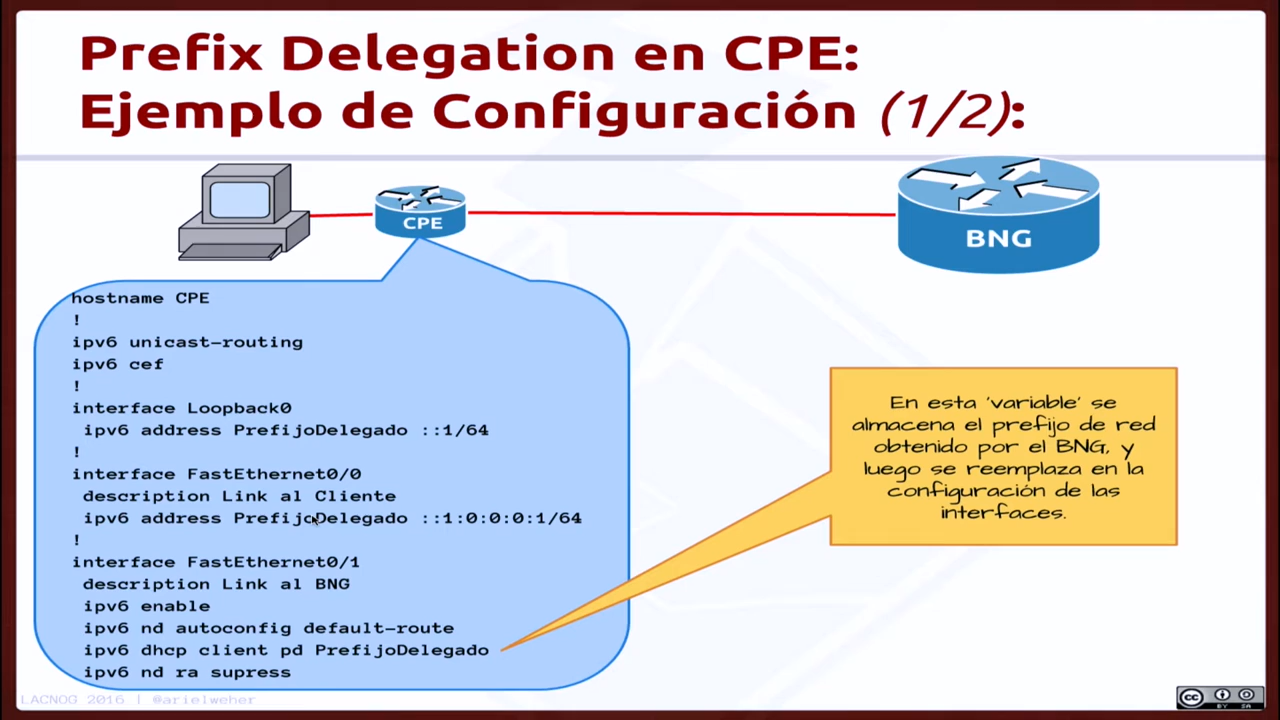 Prefix Delegation en CPE:
Ejemplo de Configuración (1/2):
CPE
BNG
hostname CPE
!
ipv6 unicast-routing
ipv6 cef
!
interface Loopback0
ipv6 address PrefijoDelegado ::1/64
!
interface FastEthernet0/0
description Link al Cliente
ipv6 address PrefijoDelegado ::1:0:0:0:1/64
!
interface FastEthernet0/1
description Link al BNG
ipv6 enable
ipv6 nd autoconfig default-route
ipv6 dhcp client pd PrefijoDelegado
ipv6 nd ra supress
En esta 'variable' se
almacena el prefijo de red
obtenido por el BNG, y
luego se reemplaza en la
configuración de las
interfaces.
LACNOG 2016 | @arielweher
cc
BY SA